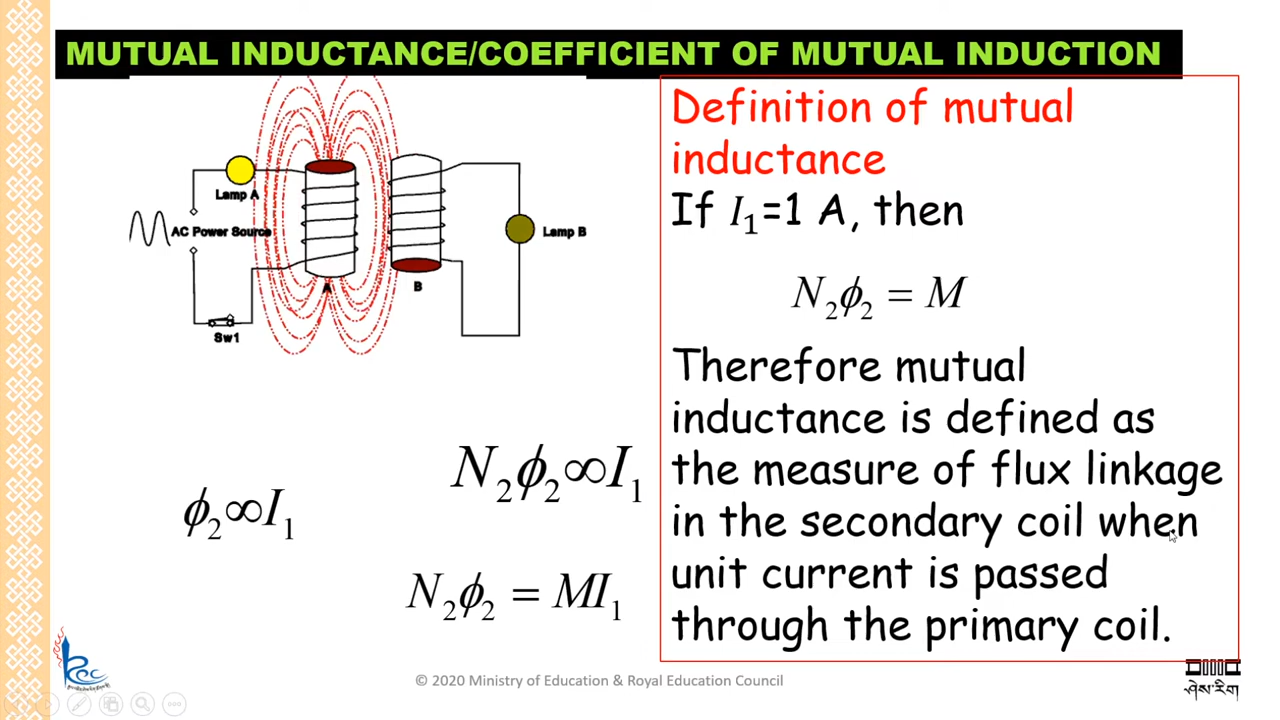 MUTUAL INDUCTANCE/COEFFICIENT OF MUTUAL INDUCTION
Lamp A
AC Power Source
Lamp B
A
B
Sw1
N₂ϕ₂∞I₁
ϕ₂∞I₁
N₂ϕ₂ = MI₁
Definition of mutual
inductance
If I₁=1 A, then
N₂ϕ₂ = M
Therefore mutual
inductance is defined as
the measure of flux linkage
in the secondary coil when
unit current is passed
through the primary coil.
© 2020 Ministry of Education & Royal Education Council
ཤེས་རིག